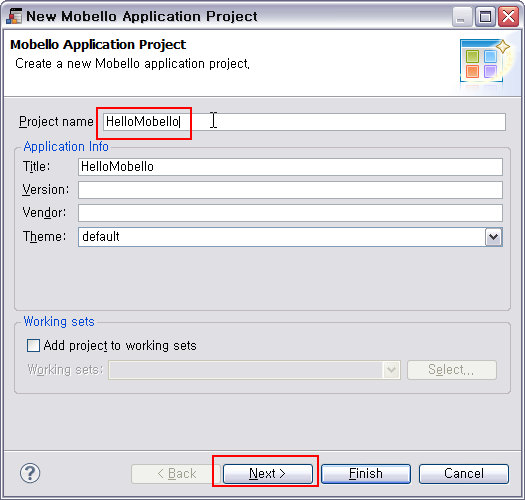 New Mobello Application Project
Mobello Application Project
Create a new Mobello application project,
Project name HelloMobello
Application Info
Title: HelloMobello
Version:
Vendor:
Theme: default
Working sets
Add project to working sets
Working sets: Select...
? < Back Next > Finish Cancel